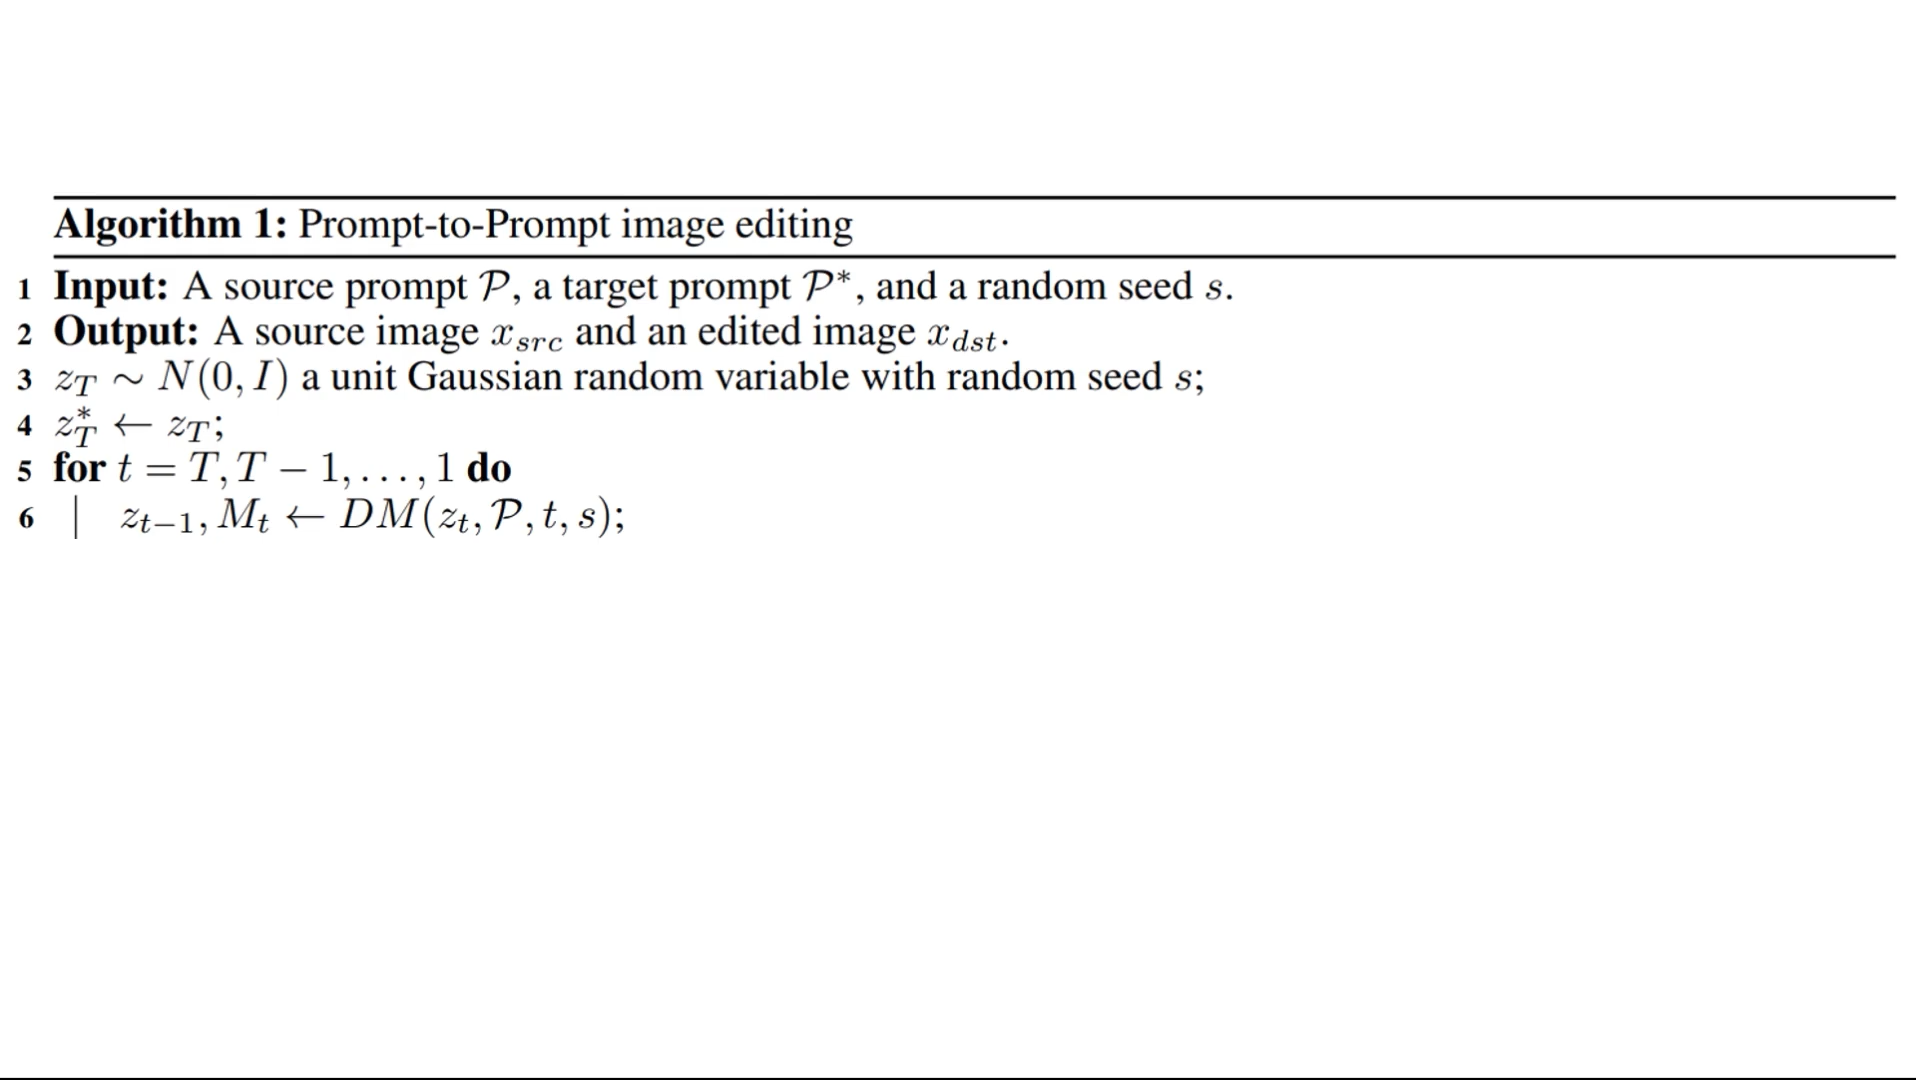 Algorithm 1: Prompt-to-Prompt image editing
1 Input: A source prompt 𝒫, a target prompt 𝒫*, and a random seed s.
2 Output: A source image x_src and an edited image x_dst.
3 z_T ∼ N(0, I) a unit Gaussian random variable with random seed s;
4 z*_T ← z_T;
5 for t = T, T − 1, . . . , 1 do
6 z_{t−1}, M_t ← DM(z_t, 𝒫, t, s);